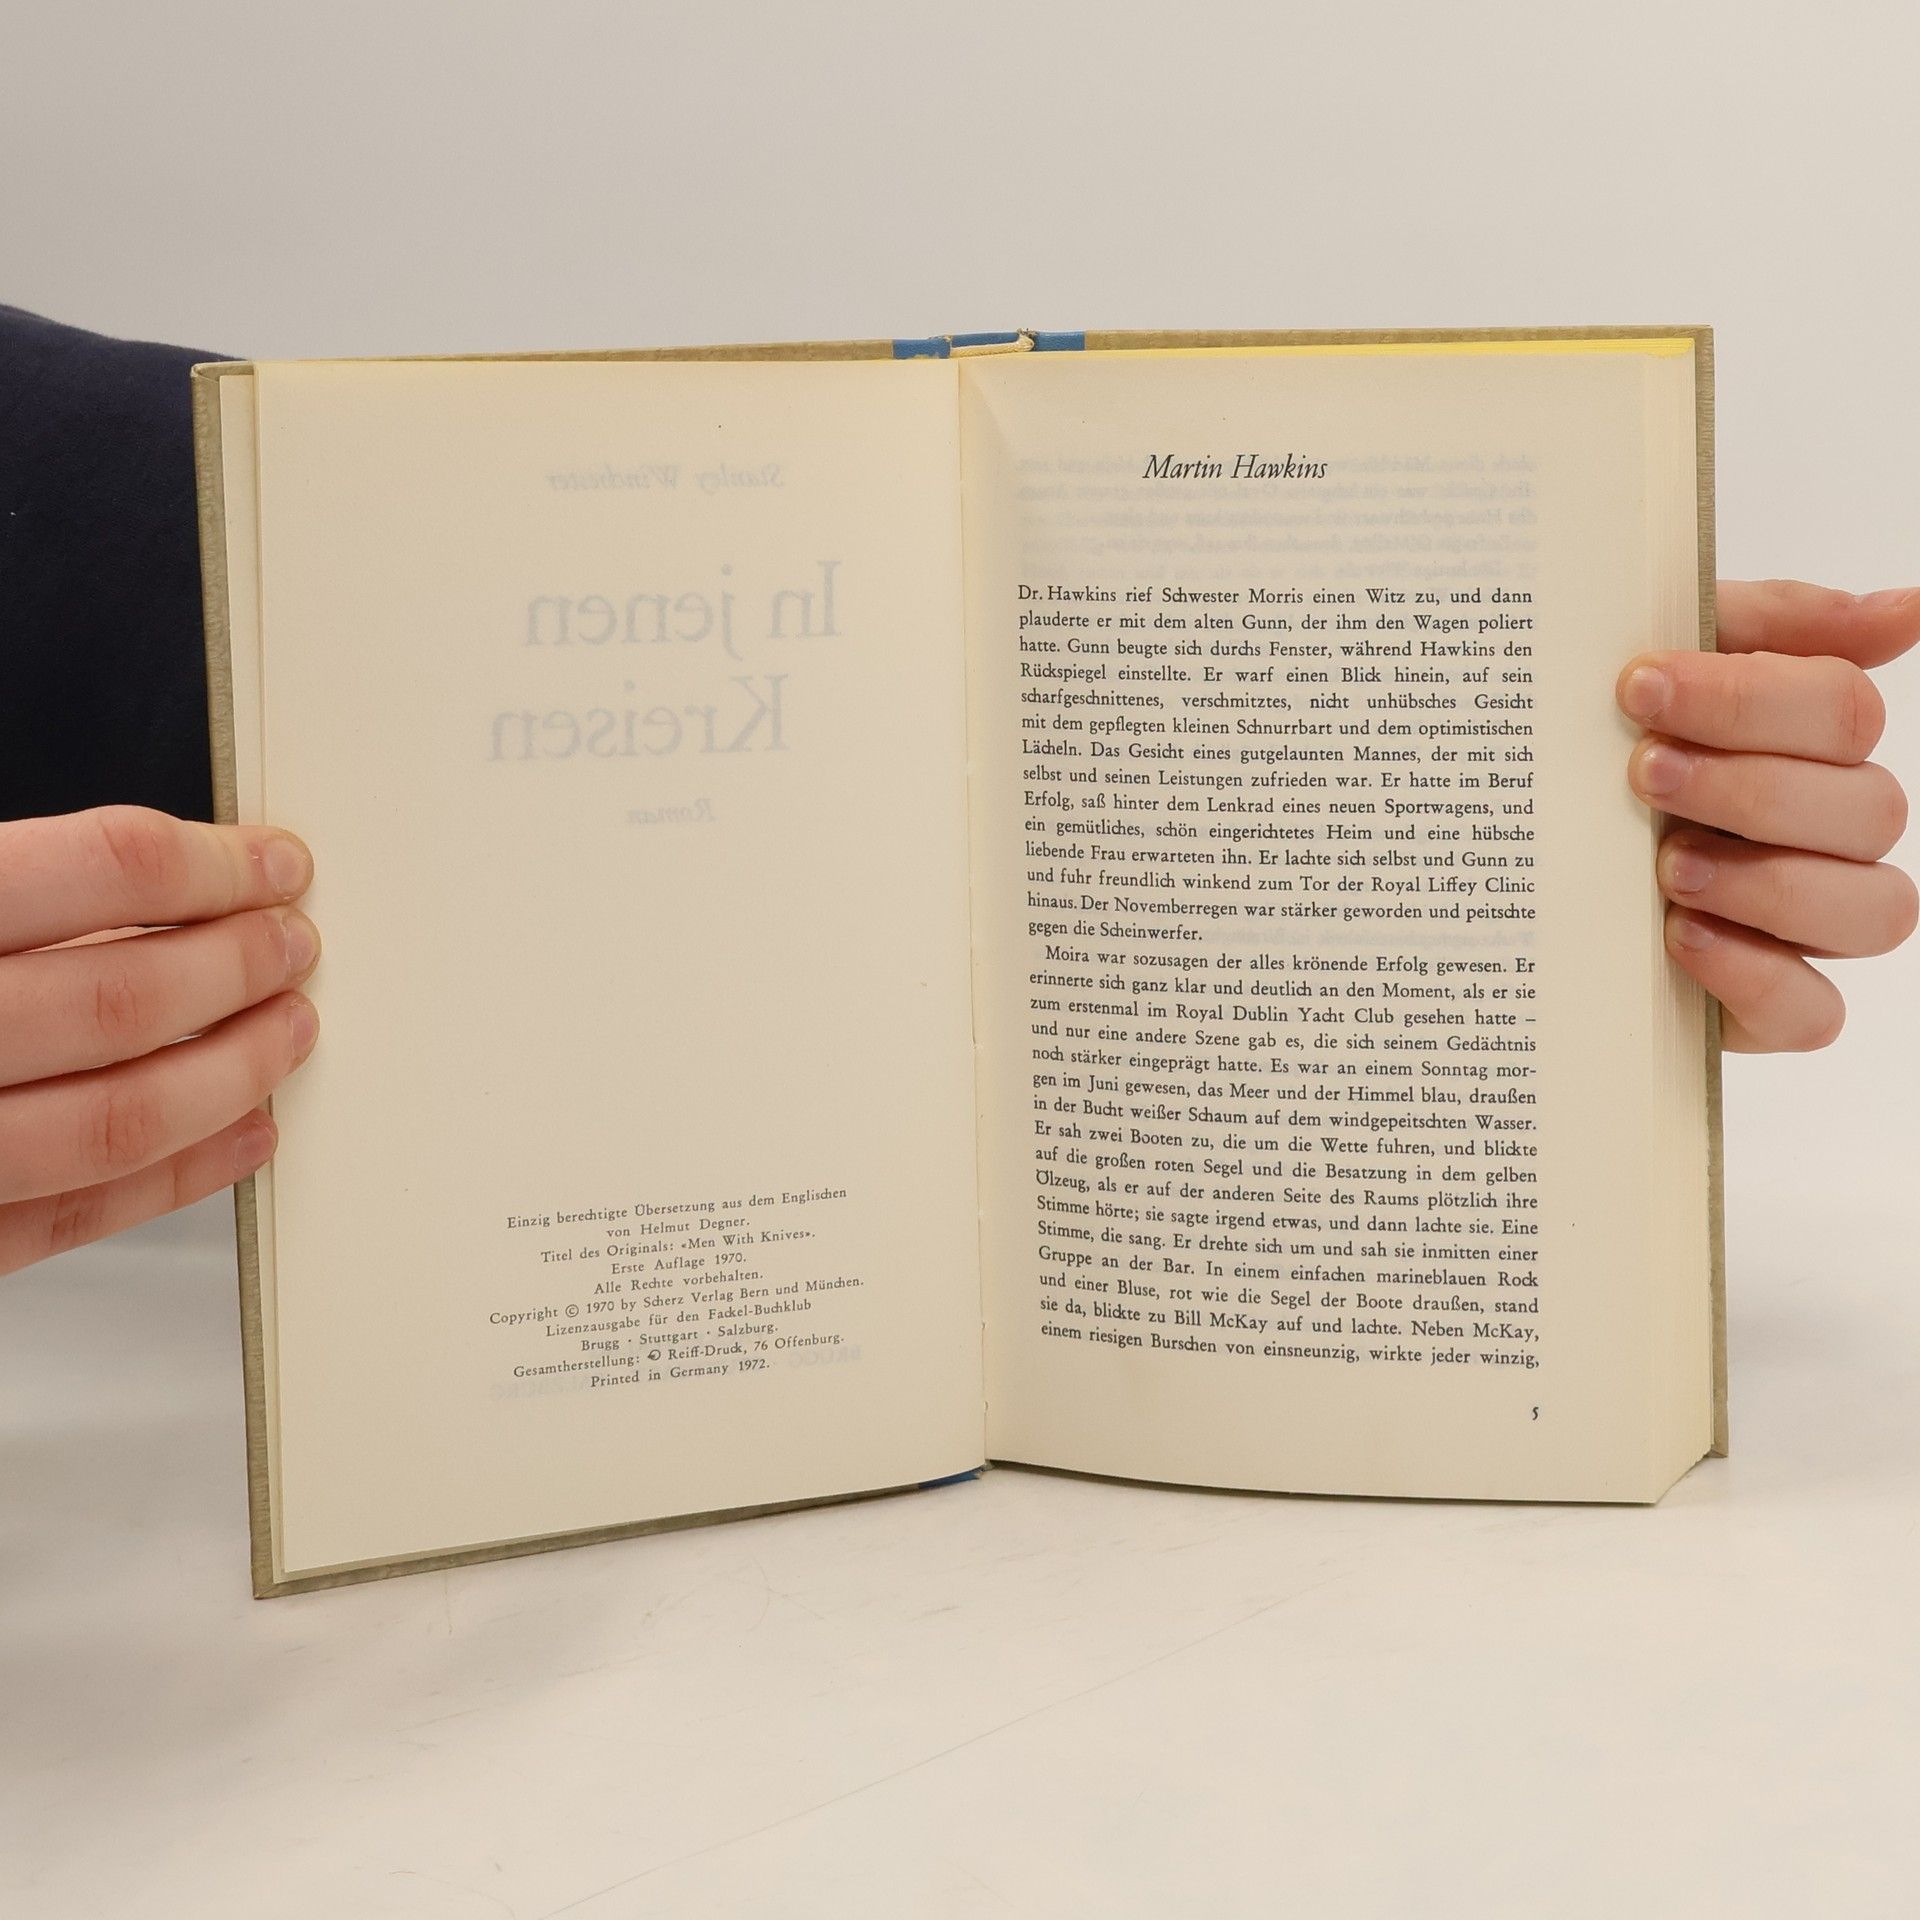 Stanley Winchester
In jenen
Kreisen
Roman
Einzig berechtigte Übersetzung aus dem Englischen
von Helmut Degner.
Titel des Originals: «Men With Knives».
Erste Auflage 1970.
Alle Rechte vorbehalten.
Copyright © 1970 by Scherz Verlag Bern und München.
Lizenzausgabe für den Fackel-Buchklub
Brugg · Stuttgart · Salzburg.
Gesamtherstellung: Reiff-Druck, 76 Offenburg.
Printed in Germany 1972.
Martin Hawkins
Dr. Hawkins rief Schwester Morris einen Witz zu, und dann
plauderte er mit dem alten Gunn, der ihm den Wagen poliert
hatte. Gunn beugte sich durchs Fenster, während Hawkins den
Rückspiegel einstellte. Er warf einen Blick hinein, auf sein
scharfgeschnittenes, verschmitztes, nicht unhübsches Gesicht
mit dem gepflegten kleinen Schnurrbart und dem optimistischen
Lächeln. Das Gesicht eines gutgelaunten Mannes, der mit sich
selbst und seinen Leistungen zufrieden war. Er hatte im Beruf
Erfolg, saß hinter dem Lenkrad eines neuen Sportwagens, und
ein gemütliches, schön eingerichtetes Heim und eine hübsche
liebende Frau erwarteten ihn. Er lachte sich selbst und Gunn zu
und fuhr freundlich winkend zum Tor der Royal Liffey Clinic
hinaus. Der Novemberregen war stärker geworden und peitschte
gegen die Scheinwerfer.
Moira war sozusagen der alles krönende Erfolg gewesen. Er
erinnerte sich ganz klar und deutlich an den Moment, als er sie
zum erstenmal im Royal Dublin Yacht Club gesehen hatte –
und nur eine andere Szene gab es, die sich seinem Gedächtnis
noch stärker eingeprägt hatte. Es war an einem Sonntag mor-
gen im Juni gewesen, das Meer und der Himmel blau, draußen
in der Bucht weißer Schaum auf dem windgepeitschten Wasser.
Er sah zwei Booten zu, die um die Wette fuhren, und blickte
auf die großen roten Segel und die Besatzung in dem gelben
Ölzeug, als er auf der anderen Seite des Raums plötzlich ihre
Stimme hörte; sie sagte irgend etwas, und dann lachte sie. Eine
Stimme, die sang. Er drehte sich um und sah sie inmitten einer
Gruppe an der Bar. In einem einfachen marineblauen Rock
und einer Bluse, rot wie die Segel der Boote draußen, stand
sie da, blickte zu Bill McKay auf und lachte. Neben McKay,
einem riesigen Burschen von einsneunzig, wirkte jeder winzig,
5